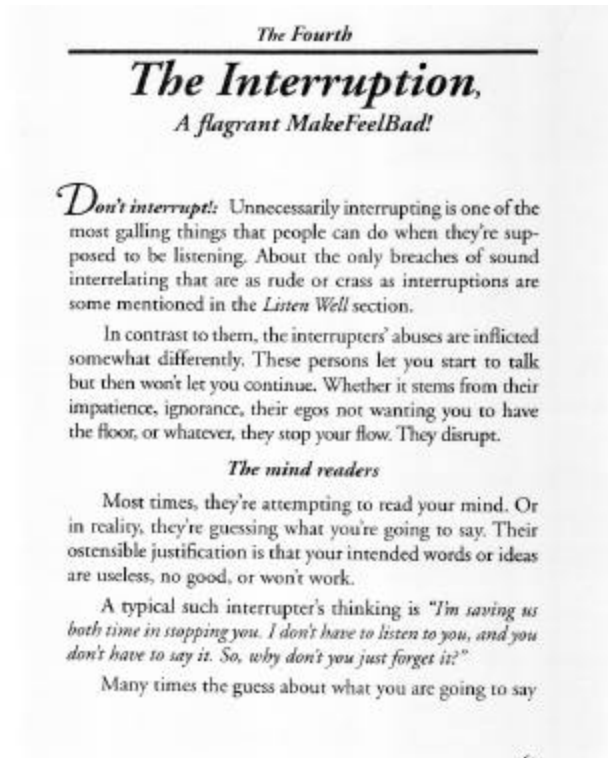 The Fourth
The Interruption,
A flagrant MakeFeelBad!
Don't interrupt!: Unnecessarily interrupting is one of the
most galling things that people can do when they're sup-
posed to be listening. About the only breaches of sound
interrelating that are as rude or crass as interruptions are
some mentioned in the Listen Well section.
In contrast to them, the interrupters' abuses are inflicted
somewhat differently. These persons let you start to talk
but then won't let you continue. Whether it stems from their
impatience, ignorance, their egos not wanting you to have
the floor, or whatever, they stop your flow. They disrupt.
The mind readers
Most times, they're attempting to read your mind. Or
in reality, they're guessing what you're going to say. Their
ostensible justification is that your intended words or ideas
are useless, no good, or won't work.
A typical such interrupter's thinking is "I'm saving us
both time in stopping you. I don't have to listen to you, and you
don't have to say it. So, why don't you just forget it?"
Many times the guess about what you are going to say